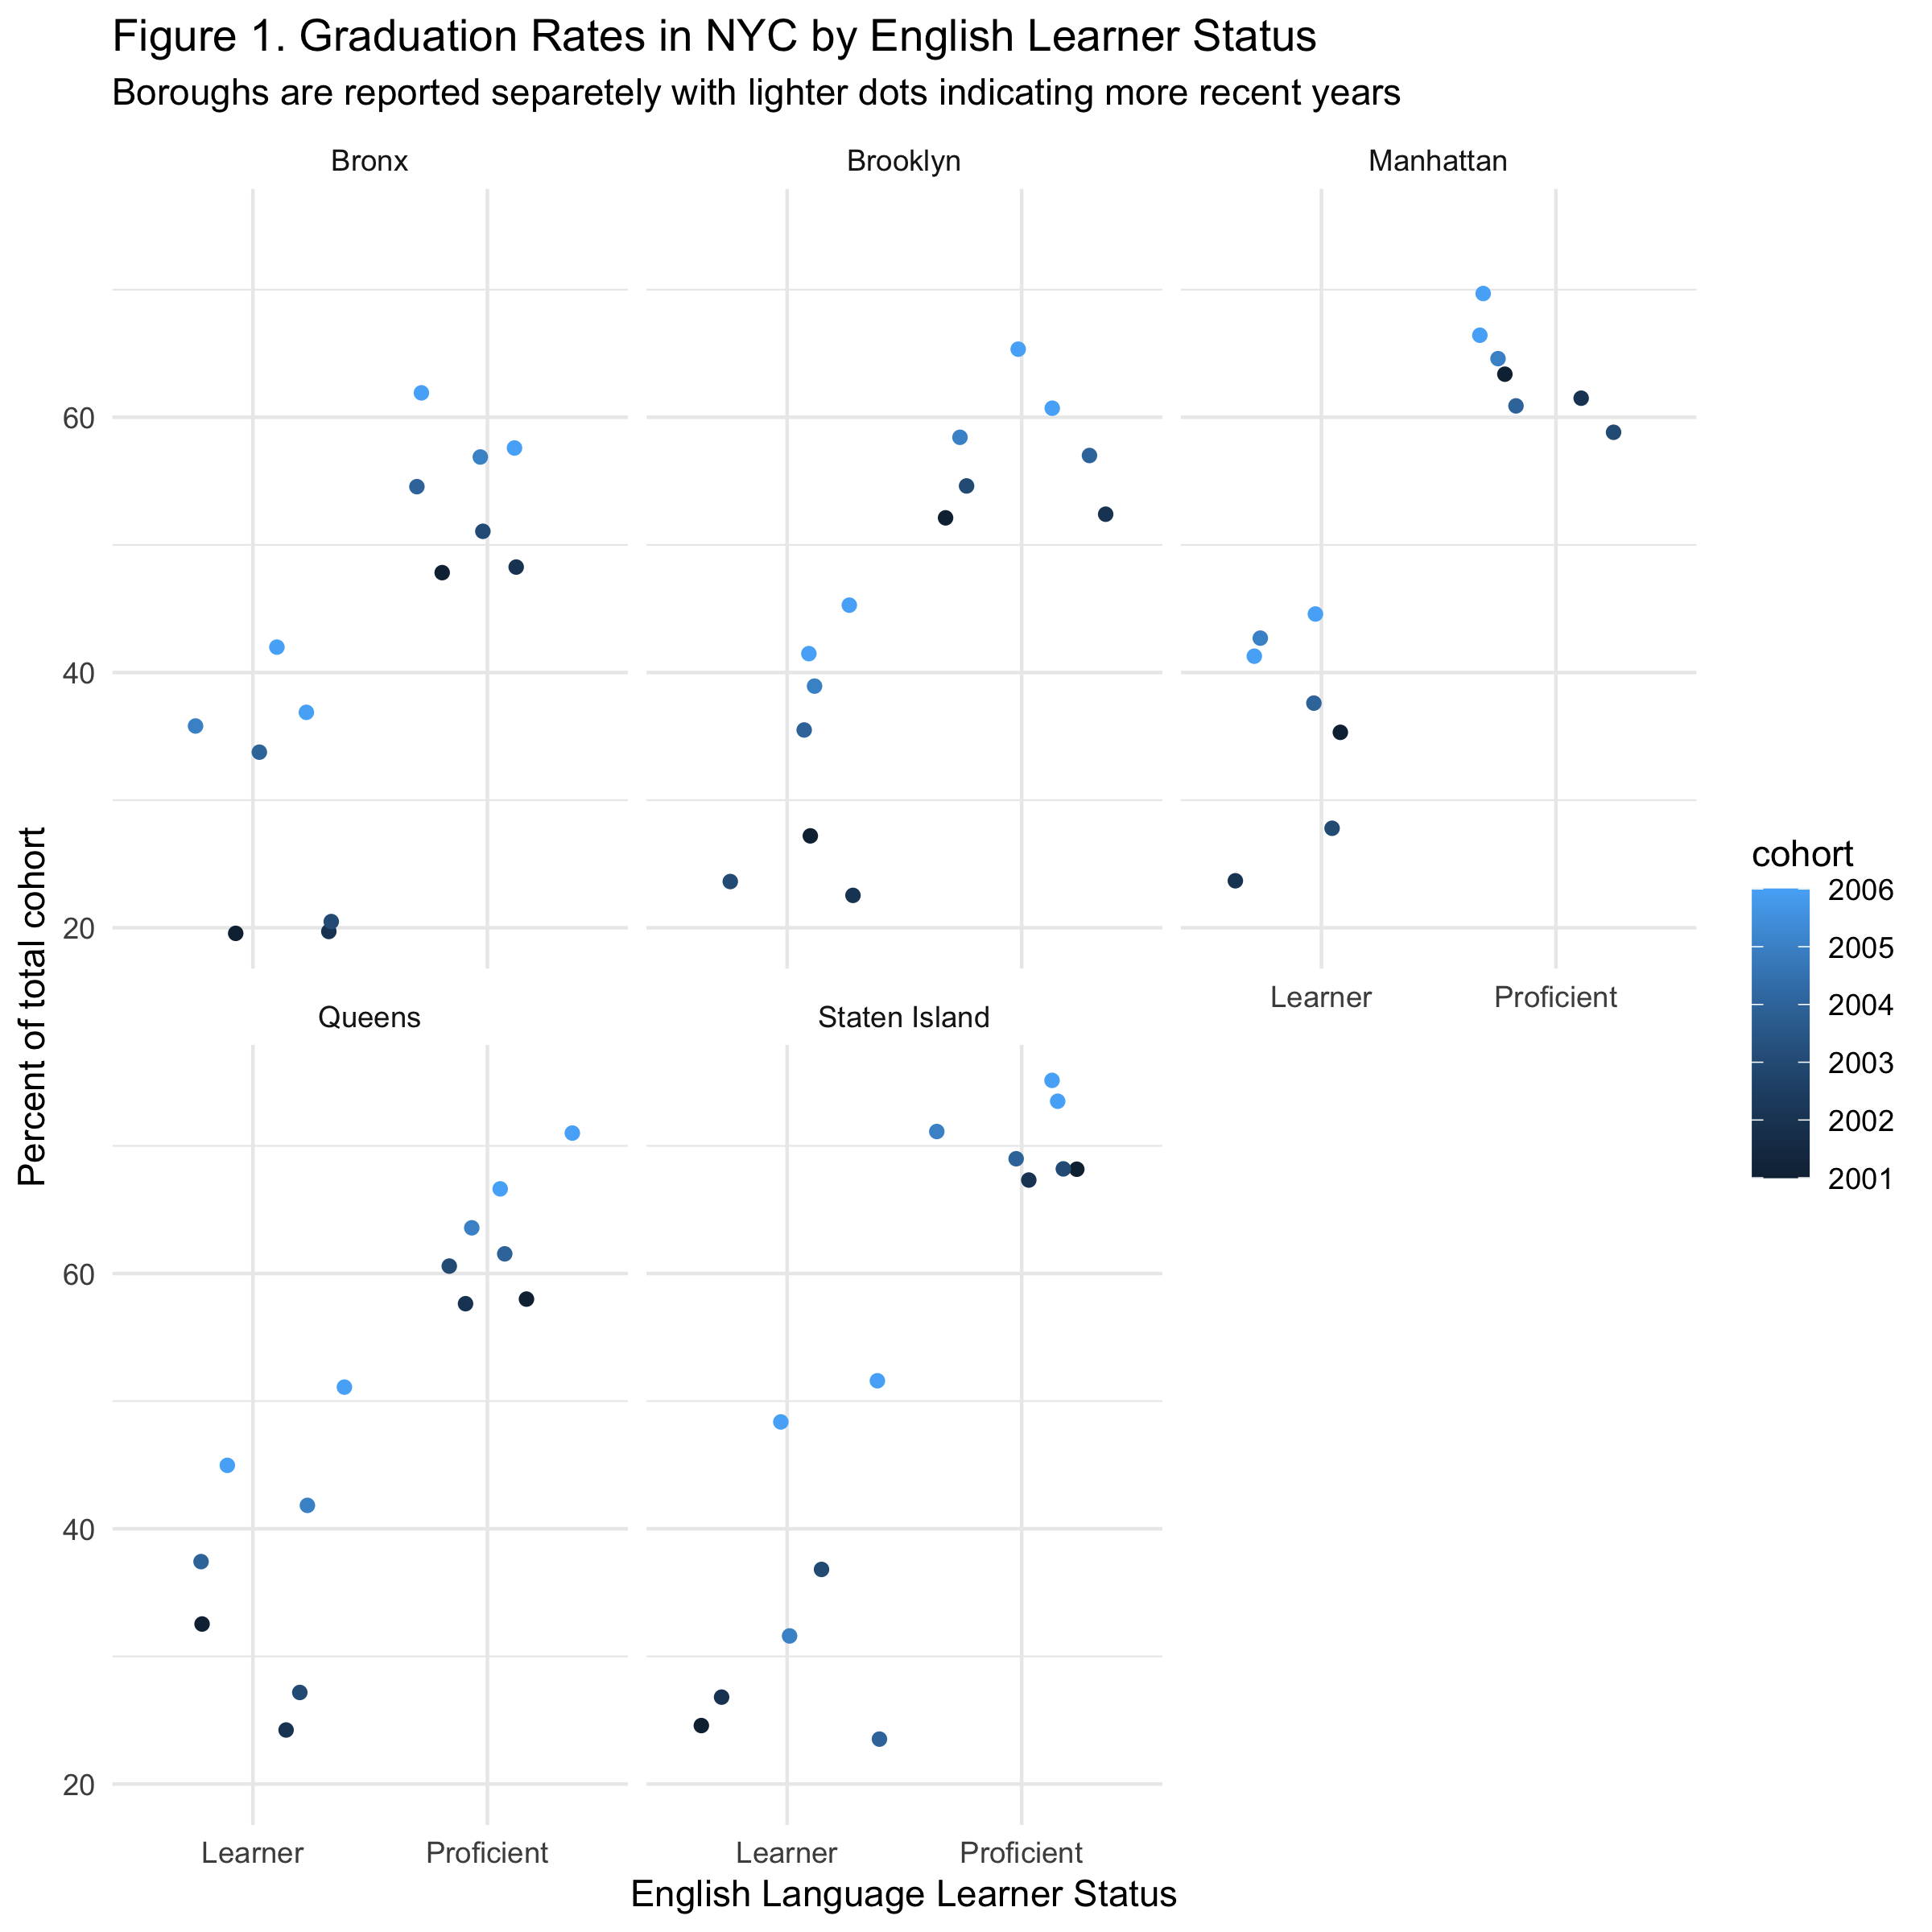 Figure 1. Graduation Rates in NYC by English Learner Status
Boroughs are reported separetely with lighter dots indicating more recent years
Bronx
Brooklyn
Manhattan
60
40
20
Learner
Proficient
Queens
Staten Island
60
40
20
Learner
Proficient
Learner
Proficient
English Language Learner Status
Percent of total cohort
cohort
2006
2005
2004
2003
2002
2001